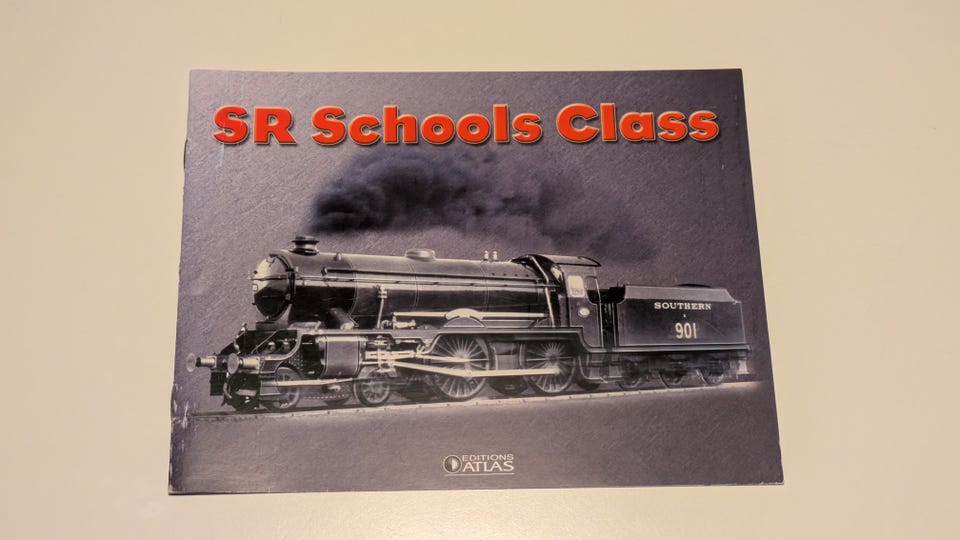 SR Schools Class
SOUTHERN
901
EDITIONS
ATLAS